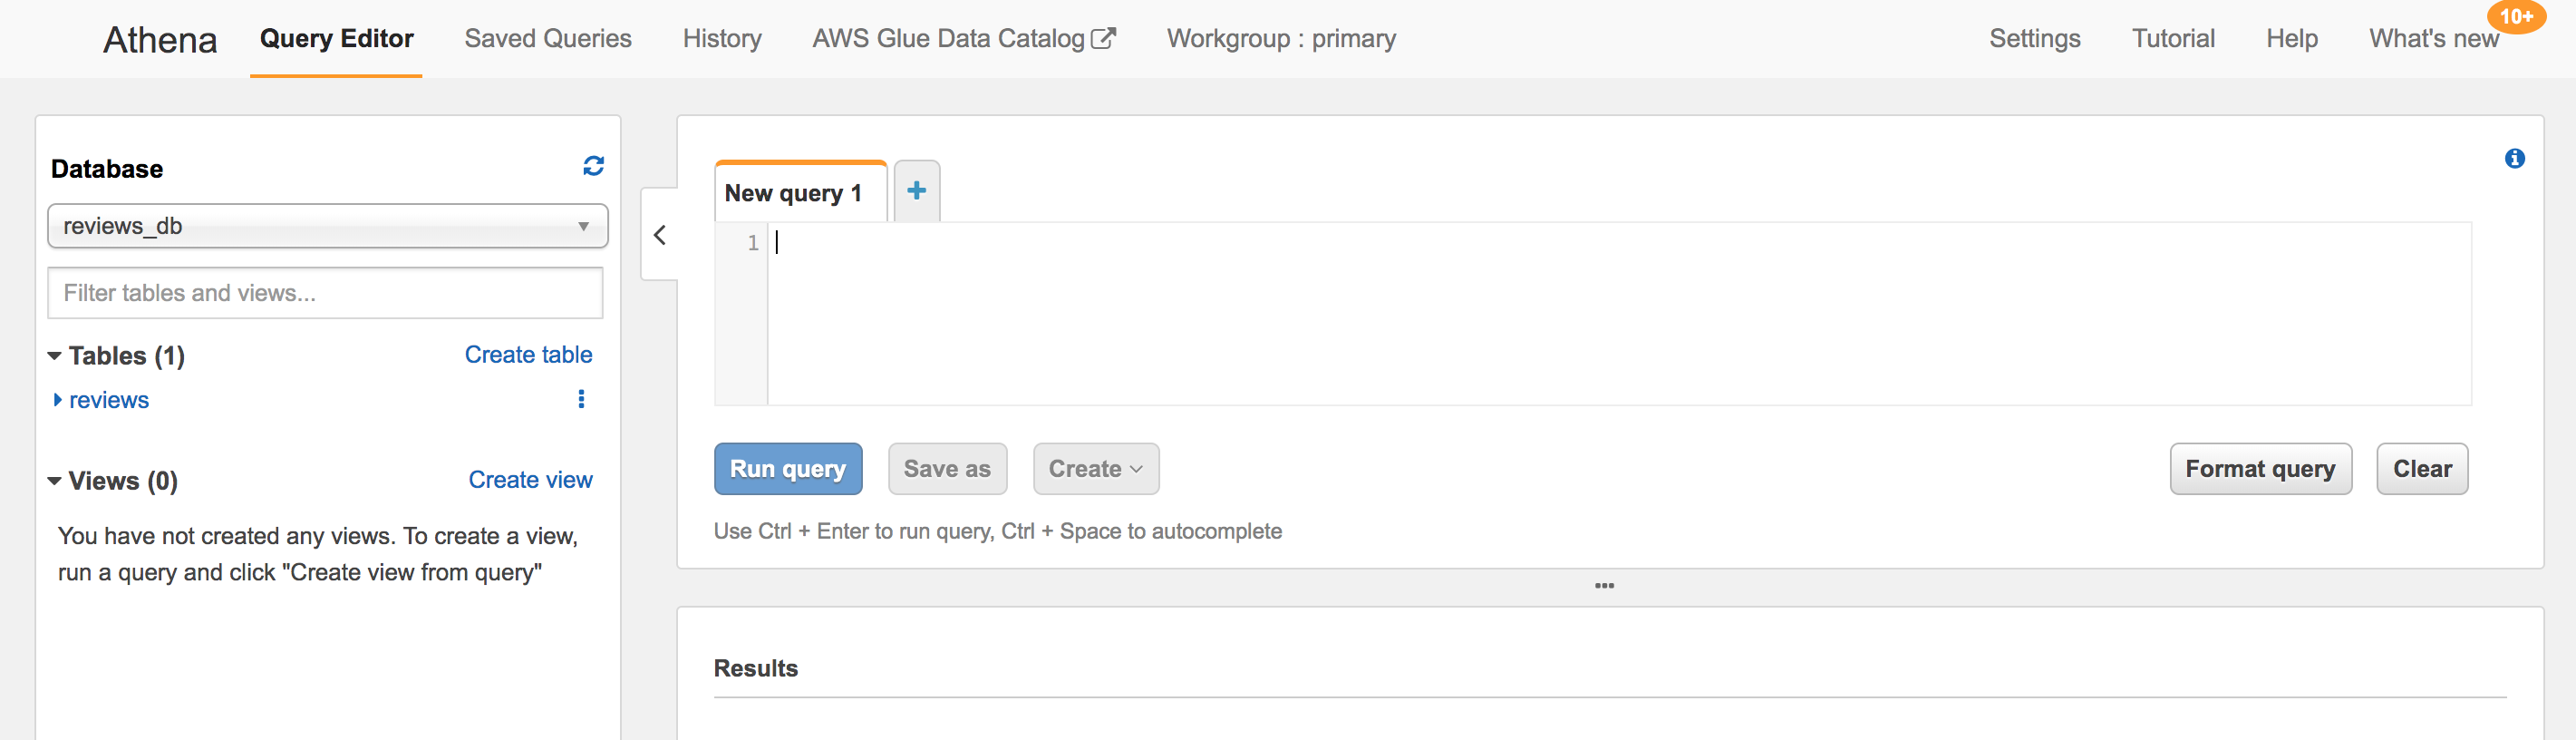 Athena Query Editor Saved Queries History AWS Glue Data Catalog Workgroup : primary Settings Tutorial Help What's new 10+
Database
reviews_db
Filter tables and views...
Tables (1) Create table
reviews
Views (0) Create view
You have not created any views. To create a view,
run a query and click "Create view from query"
New query 1
1
Run query Save as Create Format query Clear
Use Ctrl + Enter to run query, Ctrl + Space to autocomplete
Results